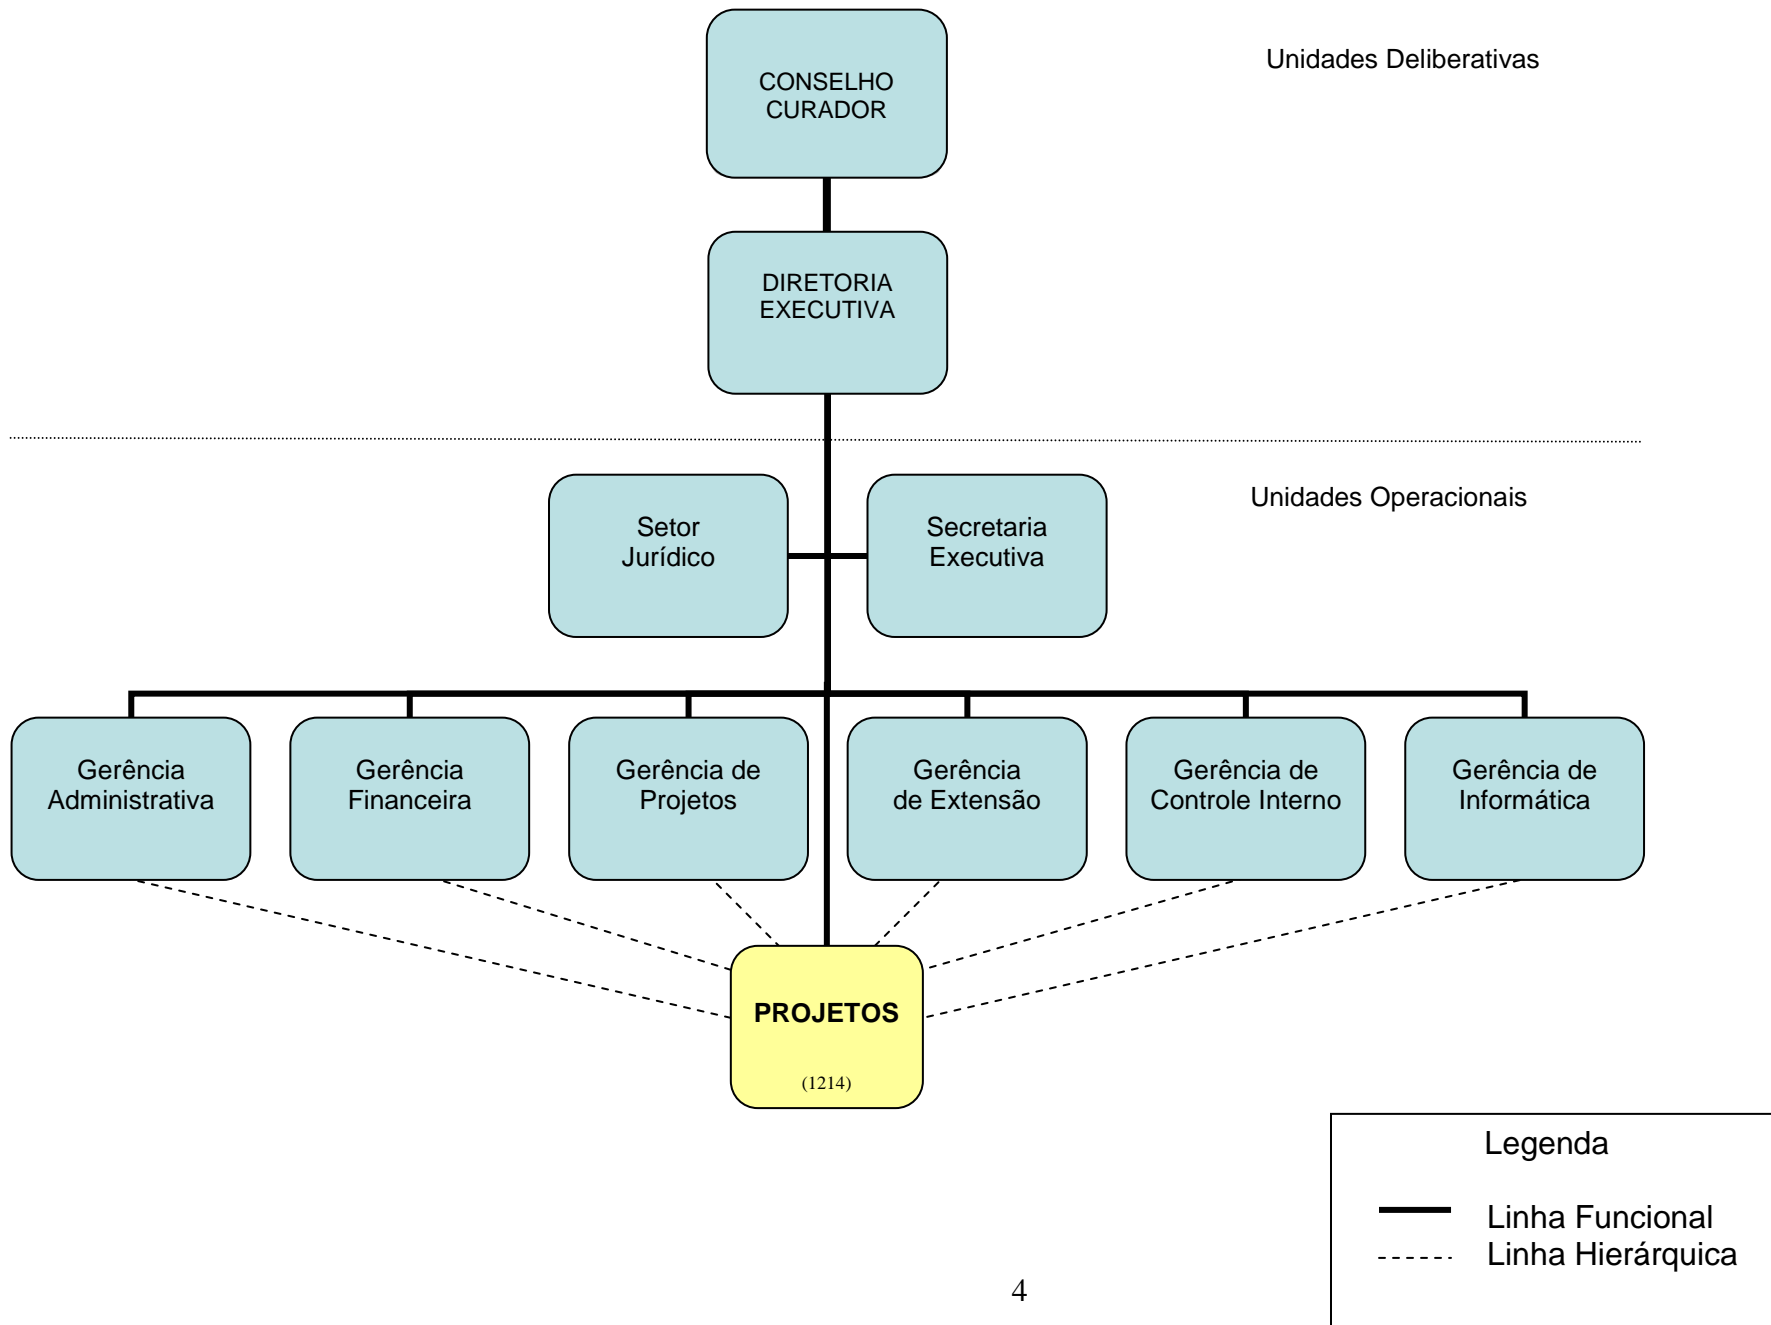 CONSELHO
CURADOR
Unidades Deliberativas
DIRETORIA
EXECUTIVA
Setor
Jurídico
Secretaria
Executiva
Unidades Operacionais
Gerência
Administrativa
Gerência
Financeira
Gerência de
Projetos
Gerência
de Extensão
Gerência de
Controle Interno
Gerência de
Informática
PROJETOS
(1214)
Legenda
Linha Funcional
Linha Hierárquica
4